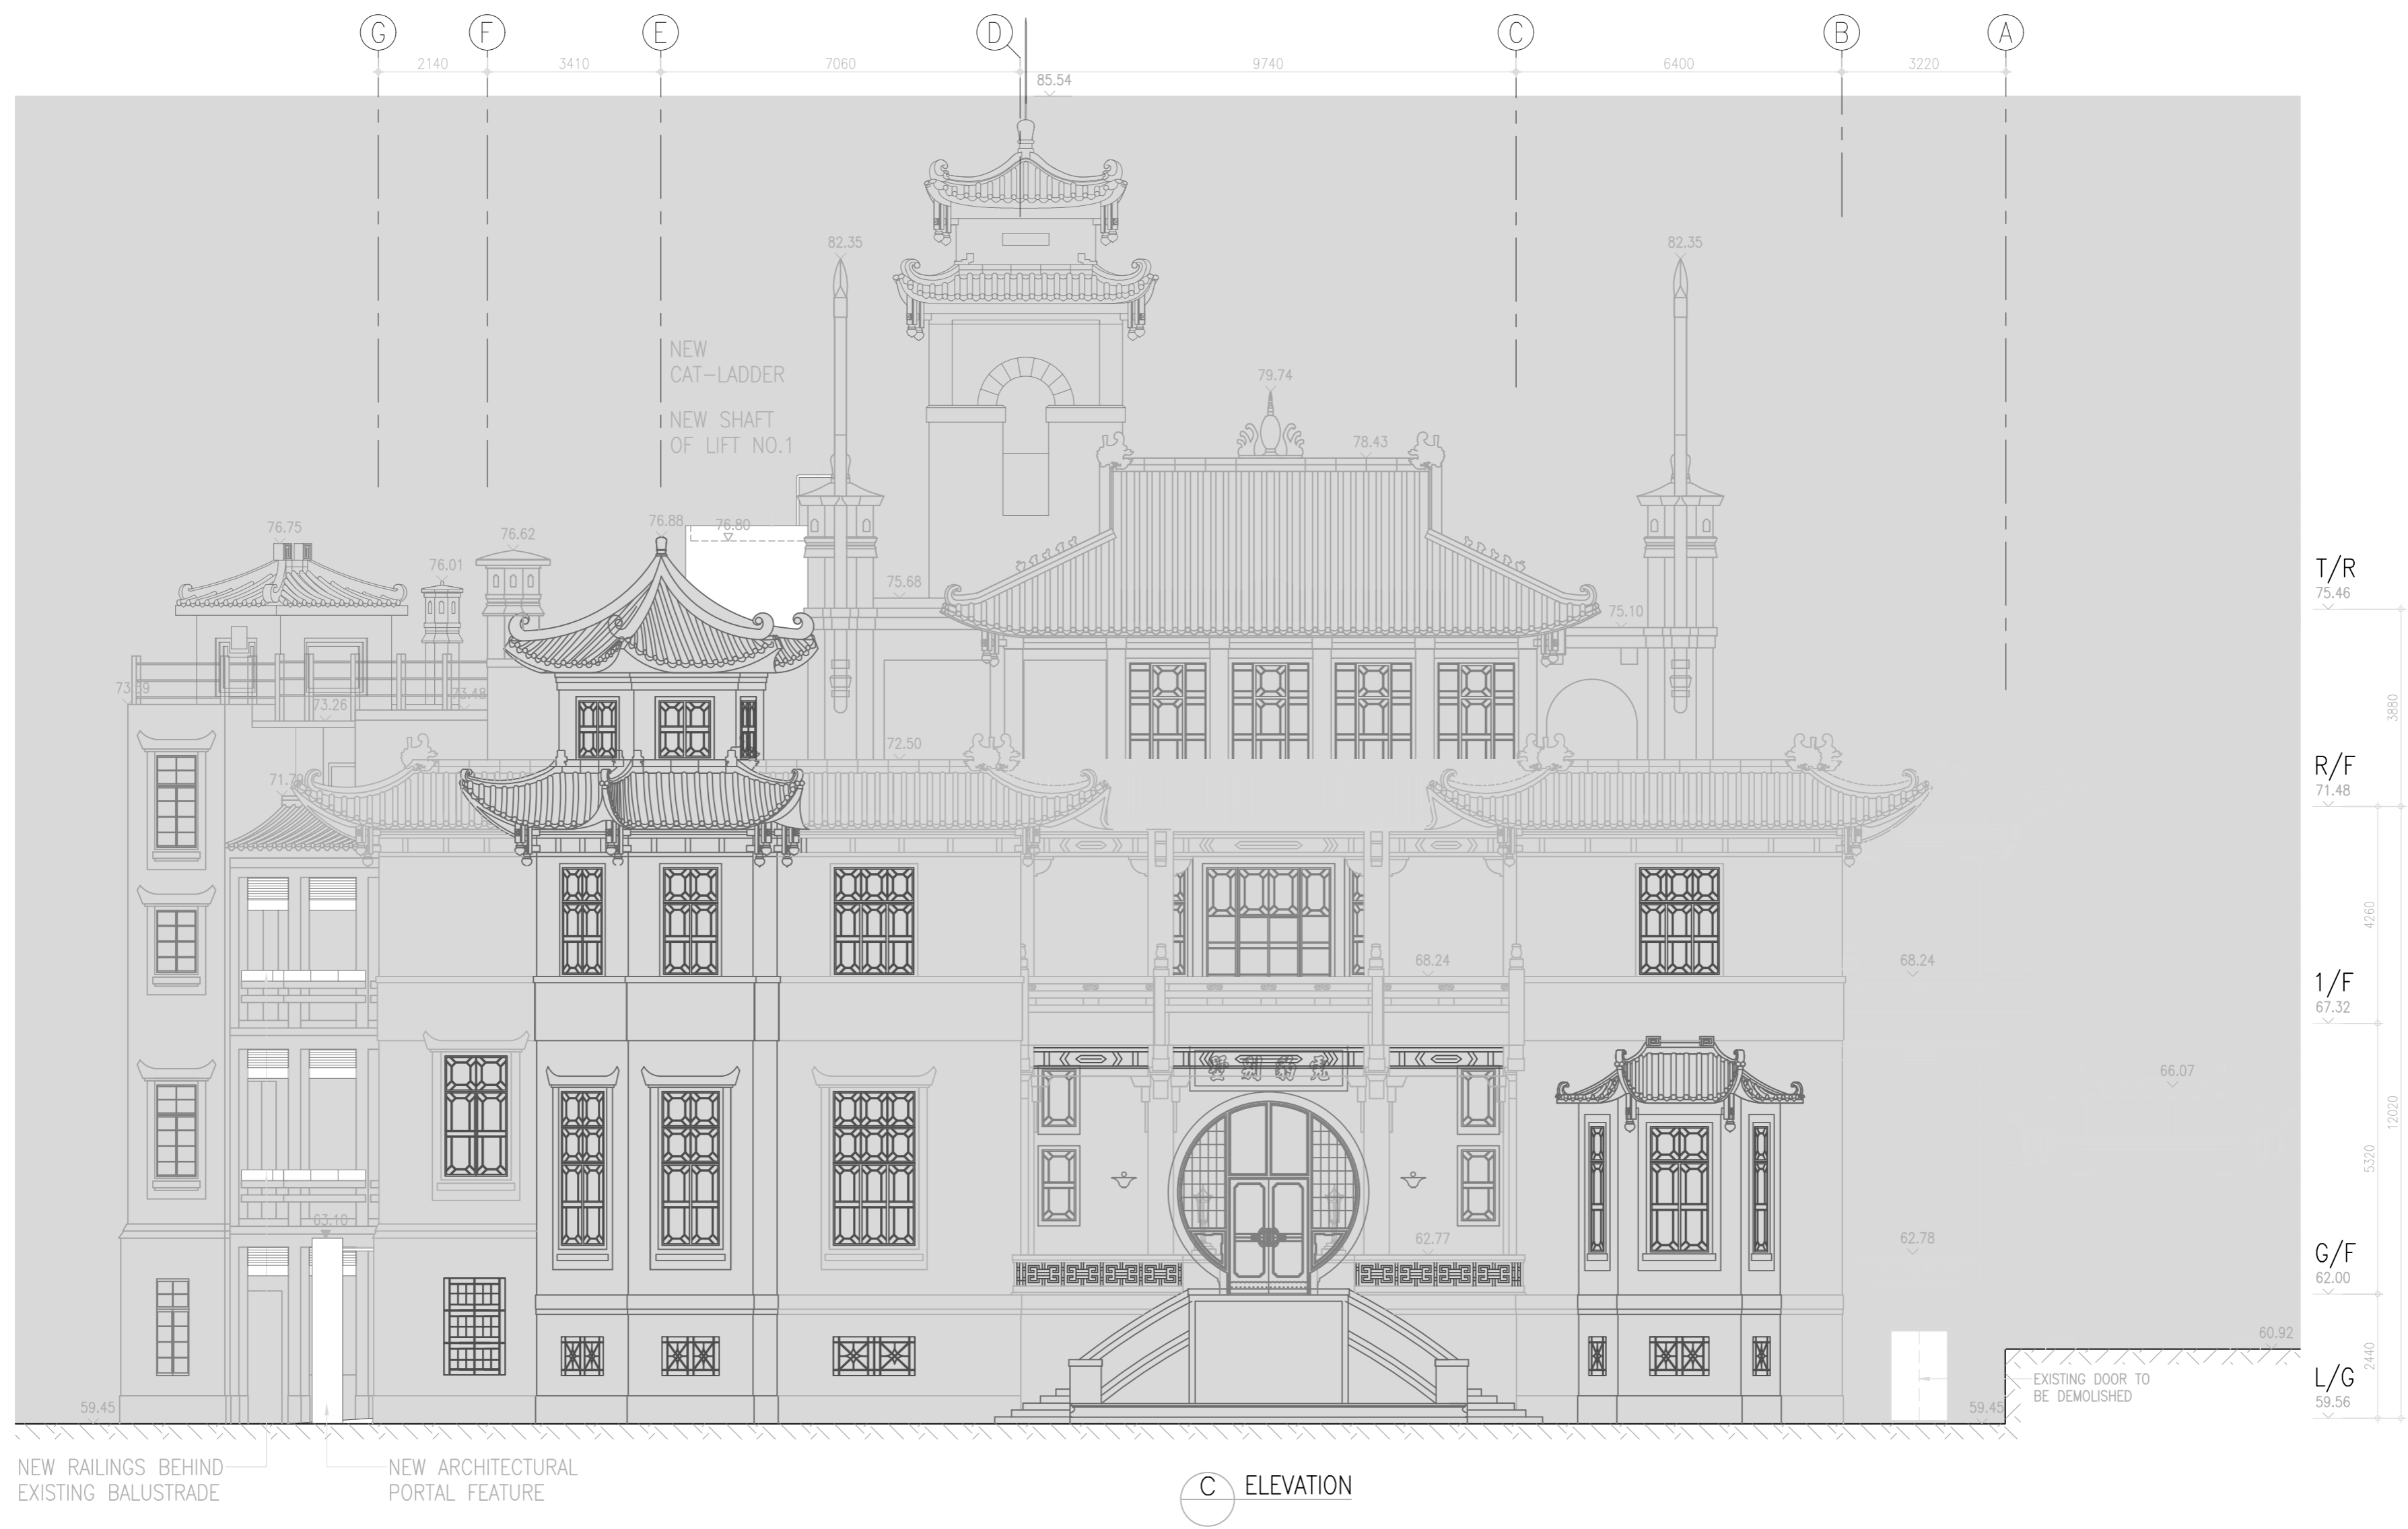 G F E D C B A
2140 3410 7060 9740 6400 3220
85.54
82.35 82.35
NEW
CAT-LADDER
79.74
NEW SHAFT
OF LIFT NO.1
78.43
76.75 76.62 76.88 76.80
76.01
75.68
75.10
T/R
75.46
73.48
73.26
3880
72.50
R/F
71.48
4260
68.24 68.24
1/F
67.32
66.07
12020
5320
63.10
62.77 62.78
G/F
62.00
60.92
2440
EXISTING DOOR TO
BE DEMOLISHED
L/G
59.56
59.45 59.45
NEW RAILINGS BEHIND
EXISTING BALUSTRADE
NEW ARCHITECTURAL
PORTAL FEATURE
C ELEVATION